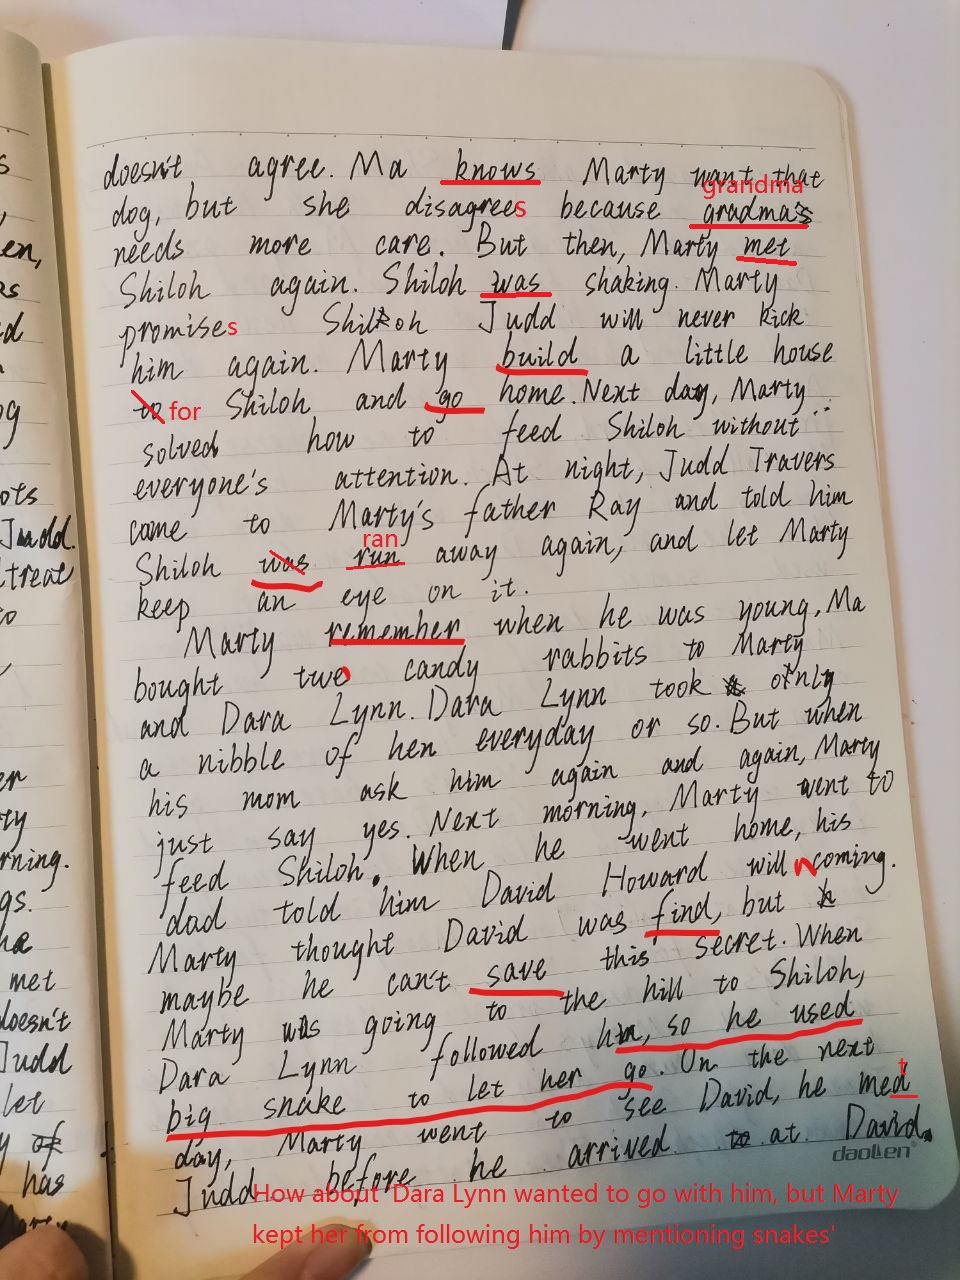 doesn't agree. Ma knows Marty want that
grandma
dog, but she disagrees because gradma's
needs more care. But then, Marty met
Shiloh again. Shiloh was shaking. Marty
promises Shiloh Judd will never kick
him again. Marty build a little house
to for Shiloh and go home. Next day, Marty
solved how to feed Shiloh without
everyone's attention. At night, Judd Travers
came to Marty's father Ray and told him
ran
Shiloh was run away again, and let Marty
keep an eye on it.
Marty remember when he was young, Ma
bought two candy rabbits to Marty
and Dara Lynn. Dara Lynn took only
a nibble of hen everyday or so. But when
his mom ask him again and again, Marty
just say yes. Next morning, Marty went to
feed Shiloh. When he went home, his
dad told him David Howard will coming.
Marty thought David was find, but
maybe he can't save this secret. When
Marty was going to the hill to Shiloh,
Dara Lynn followed him, so he used
big snake to let her go. On the next
t
day, Marty went to see David, he med
Judd before he arrived to at David.
daolen
How about 'Dara Lynn wanted to go with him, but Marty
kept her from following him by mentioning snakes'
s
len,
as
ed
og
ots
Judd.
treat
to
er
ty
rning.
gs.
he
met
doesn't
Judd
let
y of
has